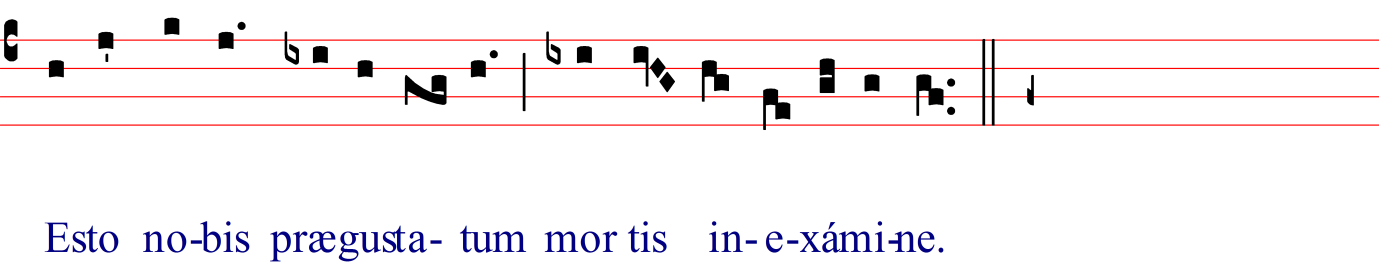 Esto no-bis prægusta- tum mor tis in- e-xámi-ne.